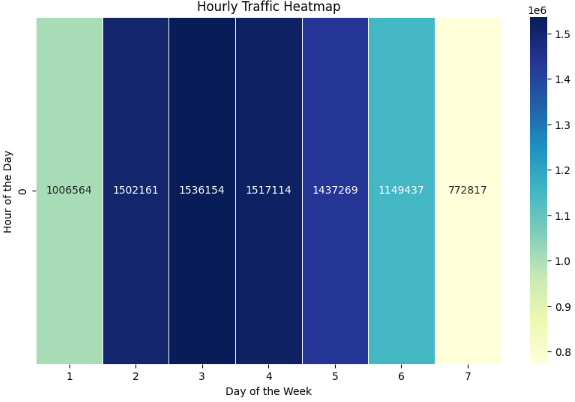 Hourly Traffic Heatmap
1e6
Hour of the Day
0
1006564 1502161 1536154 1517114 1437269 1149437 772817
1 2 3 4 5 6 7
Day of the Week
1.5
1.4
1.3
1.2
1.1
1.0
0.9
0.8